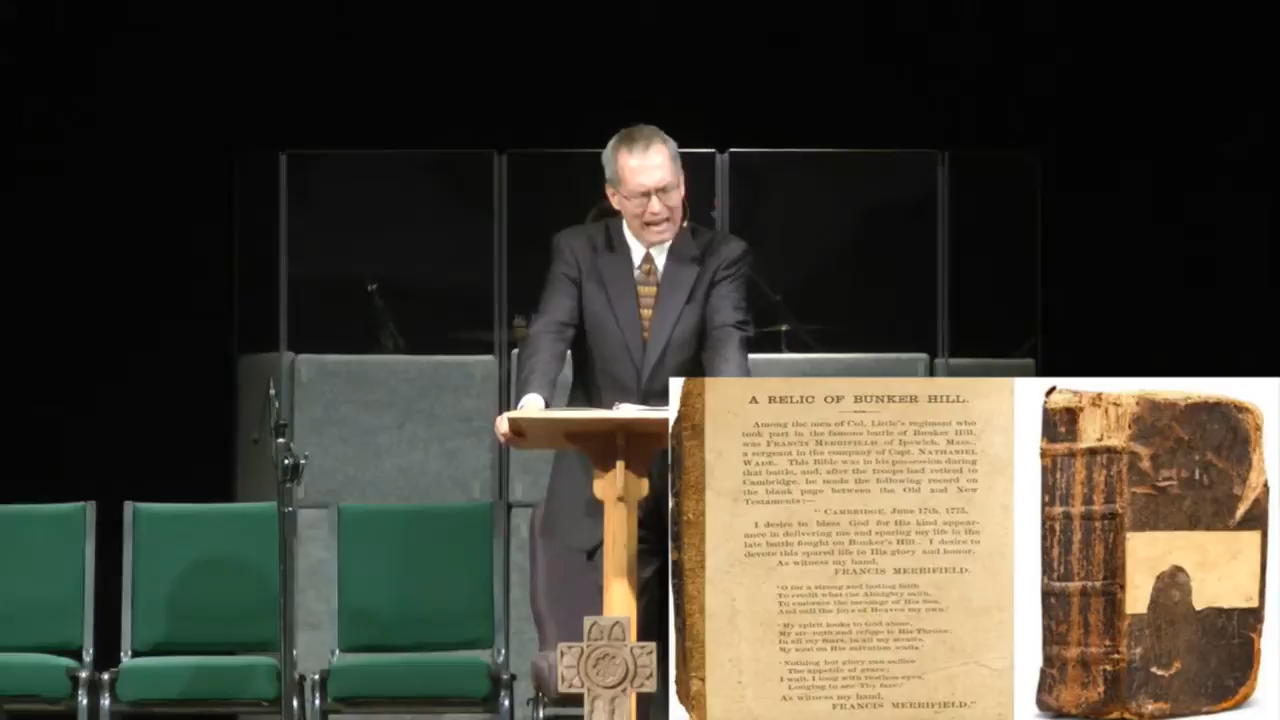 A RELIC OF BUNKER HILL.
Among the men of Col. Little's regiment who
took part in the famous battle of Bunker Hill,
was FRANCIS MERRIFIELD of Ipswich, Mass.,
a sergeant in the company of Capt. NATHANIEL
WADE. This Bible was in his possession during
that battle, and, after the troops had retired to
Cambridge, he made the following record on
the blank page between the Old and New
Testaments:—
"CAMBRIDGE, June 17th, 1775.
I desire to bless God for His kind appear-
ance in delivering me and sparing my life in the
late battle fought on Bunker's Hill. I desire to
devote this spared life to His glory and honor.
As witness my hand,
FRANCIS MERRIFIELD.
'O for a strong and lasting faith
To credit what the Almighty saith,
To embrace the message of His Son,
And call the joys of Heaven my own.'
'My spirit looks to God alone,
My strength and refuge is His Throne;
In all my fears, in all my straits,
My soul on His salvation waits.'
'Nothing but glory can suffice
The appetite of grace;
I wait, I long with restless eyes,
Longing to see Thy face.'
As witness my hand,
FRANCIS MERRIFIELD."